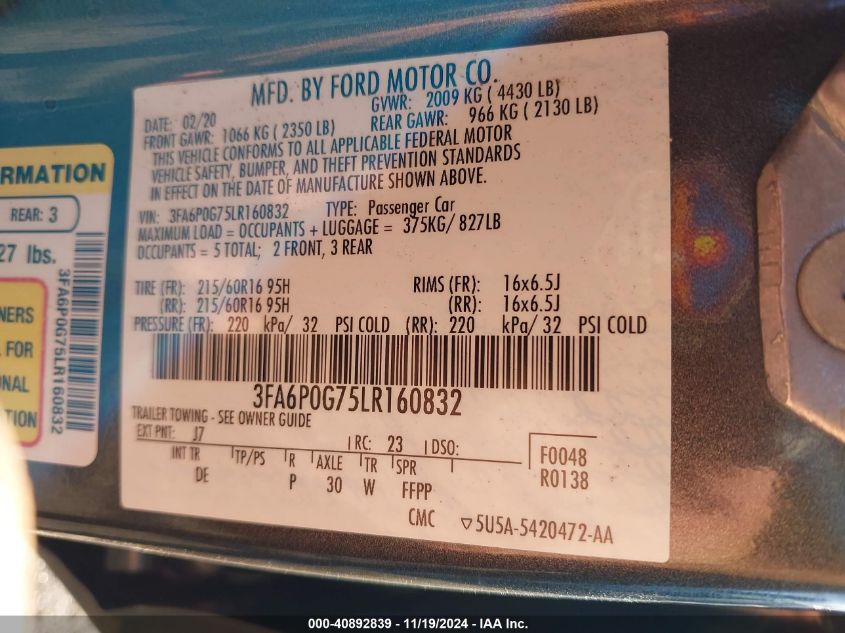 MFD. BY FORD MOTOR CO.
DATE: 02/20 GVWR: 2009 KG ( 4430 LB)
FRONT GAWR: 1066 KG ( 2350 LB) REAR GAWR: 966 KG ( 2130 LB)
THIS VEHICLE CONFORMS TO ALL APPLICABLE FEDERAL MOTOR
VEHICLE SAFETY, BUMPER, AND THEFT PREVENTION STANDARDS
IN EFFECT ON THE DATE OF MANUFACTURE SHOWN ABOVE.
VIN: 3FA6P0G75LR160832 TYPE: Passenger Car
MAXIMUM LOAD = OCCUPANTS + LUGGAGE = 375KG/ 827LB
OCCUPANTS = 5 TOTAL; 2 FRONT, 3 REAR
TIRE (FR): 215/60R16 95H RIMS (FR): 16x6.5J
(RR): 215/60R16 95H (RR): 16x6.5J
PRESSURE (FR): 220 kPa/ 32 PSI COLD (RR): 220 kPa/ 32 PSI COLD
3FA6P0G75LR160832
TRAILER TOWING - SEE OWNER GUIDE
EXT PNT: J7 RC: 23 DSO:
INT TR TP/PS R AXLE TR SPR
DE P 30 W FFPP
F0048
R0138
CMC ▽5U5A-5420472-AA
RMATION
REAR: 3
27 lbs.
3FA6P0G75LR160832
NERS
FOR
ONAL
TION
000-40892839 - 11/19/2024 - IAA Inc.